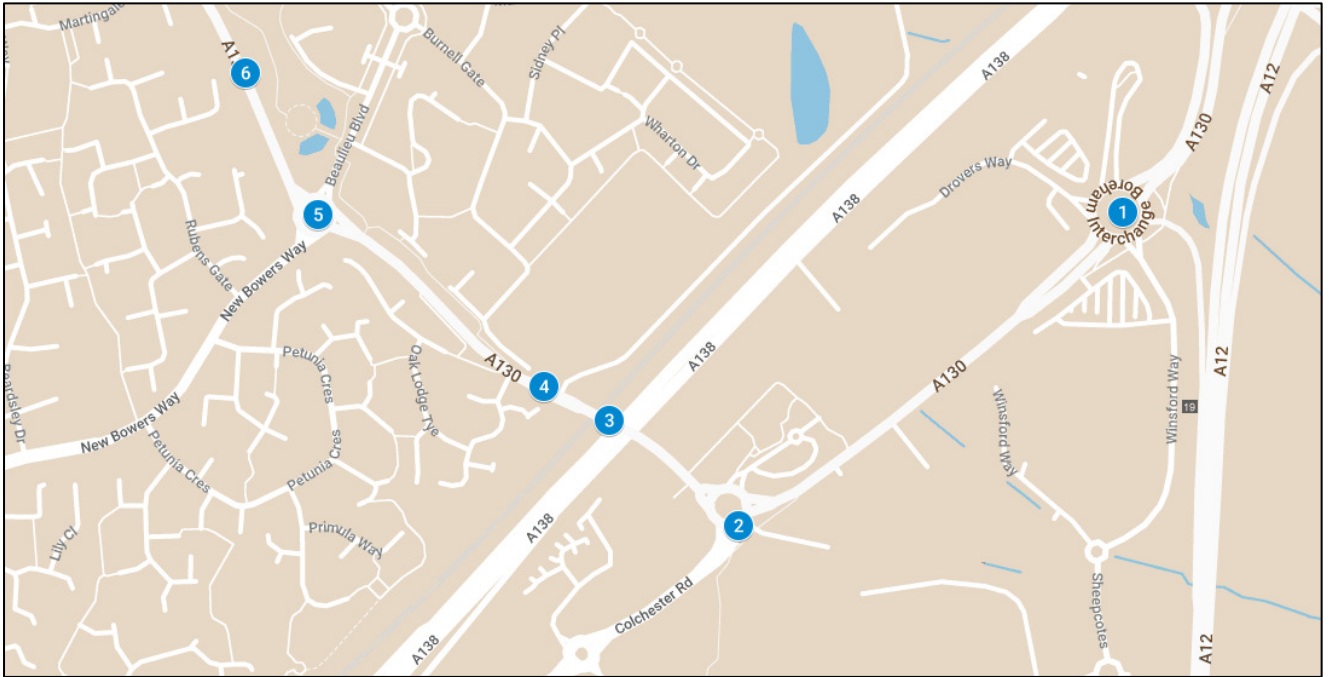 Martingale
A1
6
Burnell Gate
Sidney Pl
Beaulieu Blvd
Wharton Dr
A138
A12
A130
Drovers Way
Boreham
Interchange
1
A138
5
Rubens Gate
New Bowers Way
A138
A130
4
3
Oak Lodge Tye
Petunia Cres
A130
A12
19
Winsford Way
Winsford Way
Beardsley Dr
New Bowers Way
Petunia Cres
Petunia Cres
2
A138
Primula Way
Lily Cl
Colchester Rd
Sheepcotes
A138
A12